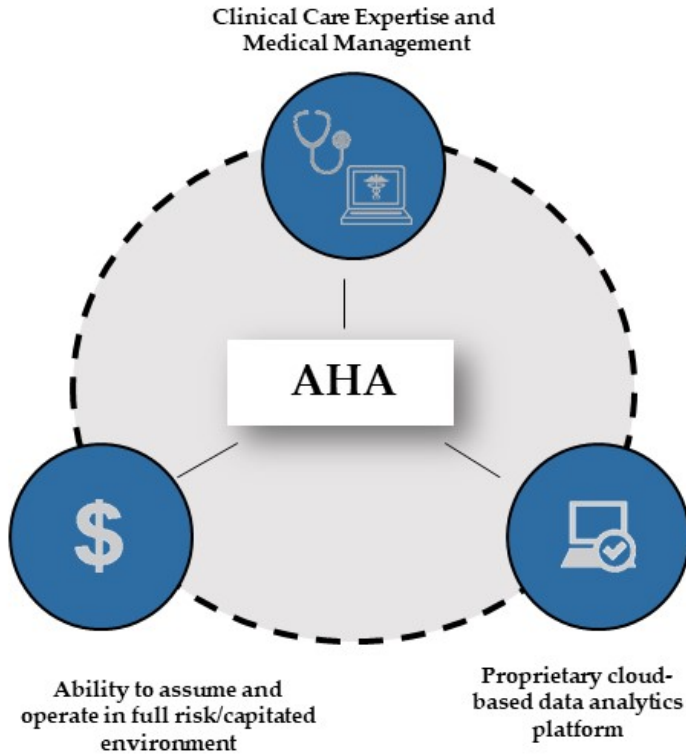 Clinical Care Expertise and
Medical Management
AHA
$
Ability to assume and
operate in full risk/capitated
environment
Proprietary cloud-
based data analytics
platform